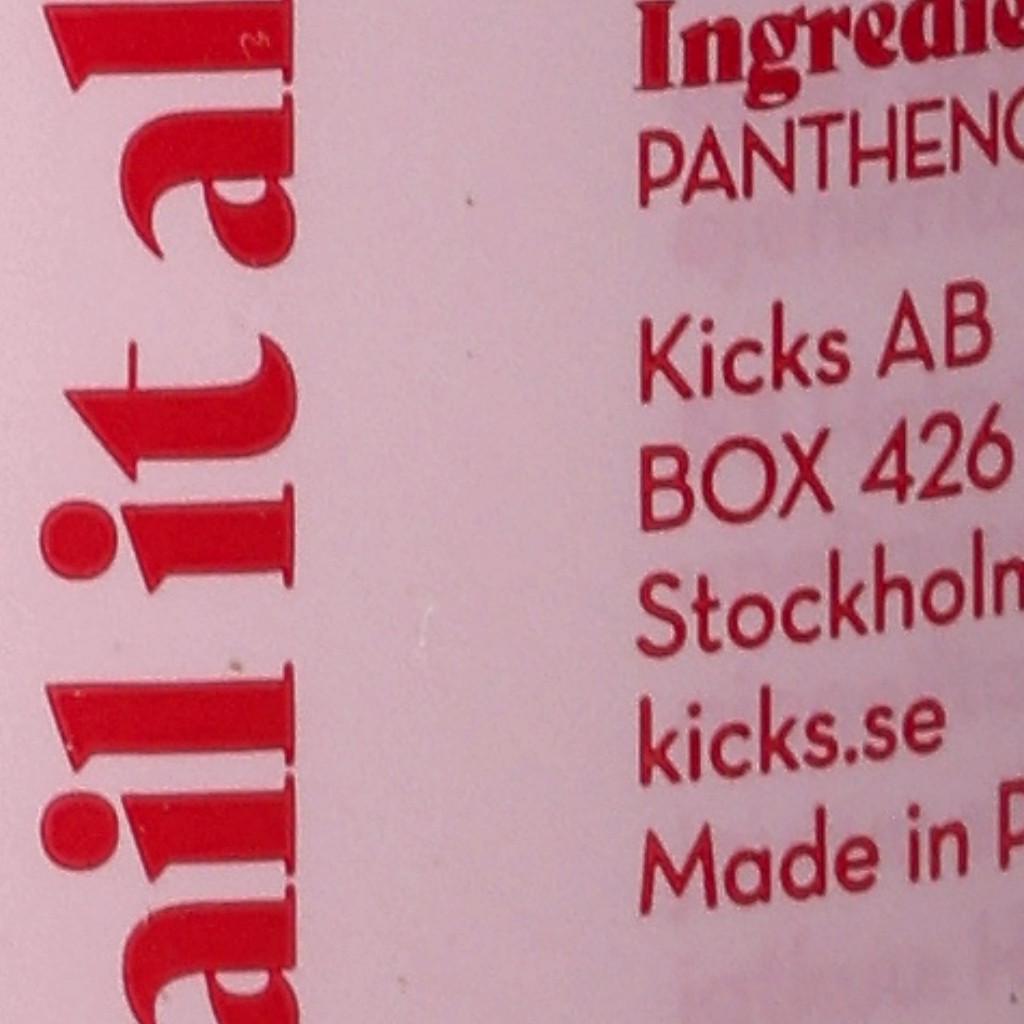 ail it al
Ingredie
PANTHENO
Kicks AB
BOX 426
Stockholm
kicks.se
Made in P